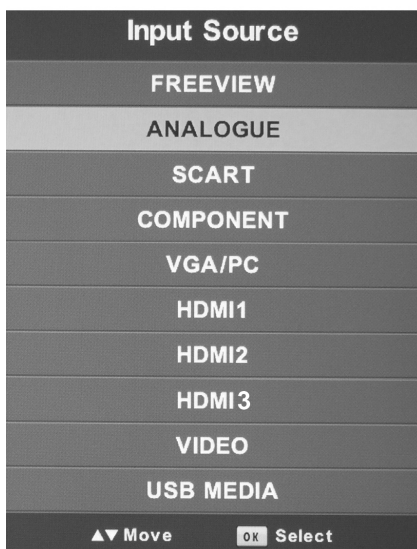 Input Source
FREEVIEW
ANALOGUE
SCART
COMPONENT
VGA/PC
HDMI1
HDMI2
HDMI3
VIDEO
USB MEDIA
▲▼ Move OK Select